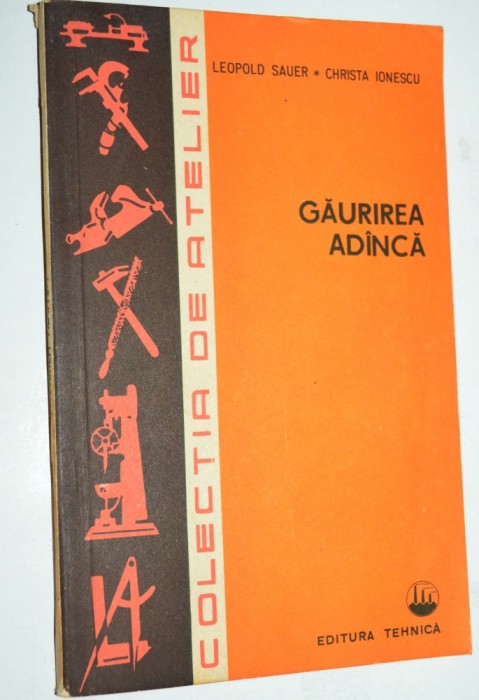 LEOPOLD SAUER * CHRISTA IONESCU
GĂURIREA
ADÎNCĂ
COLECȚIA DE ATELIER
EDITURA TEHNICĂ